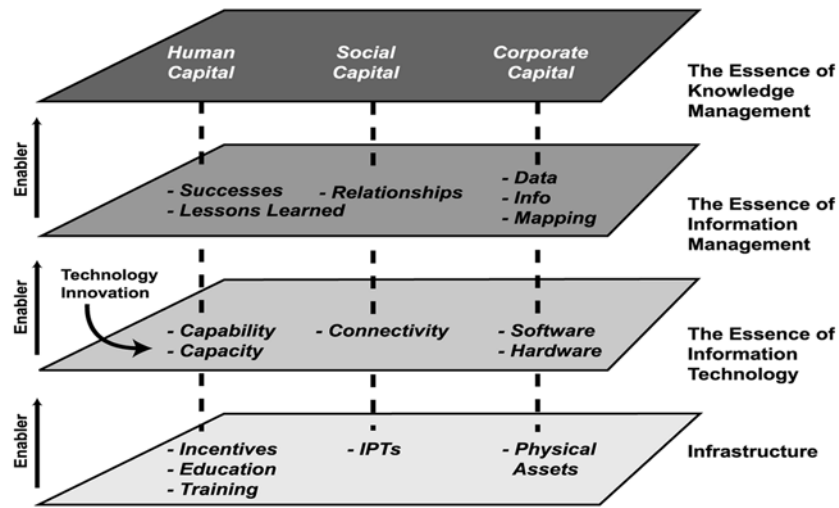 Human
Capital
Social
Capital
Corporate
Capital
The Essence of
Knowledge
Management
Enabler
- Successes
- Lessons Learned
- Relationships
- Data
- Info
- Mapping
The Essence of
Information
Management
Enabler
Technology
Innovation
- Capability
- Capacity
- Connectivity
- Software
- Hardware
The Essence of
Information
Technology
Enabler
- Incentives
- Education
- Training
- IPTs
- Physical
Assets
Infrastructure